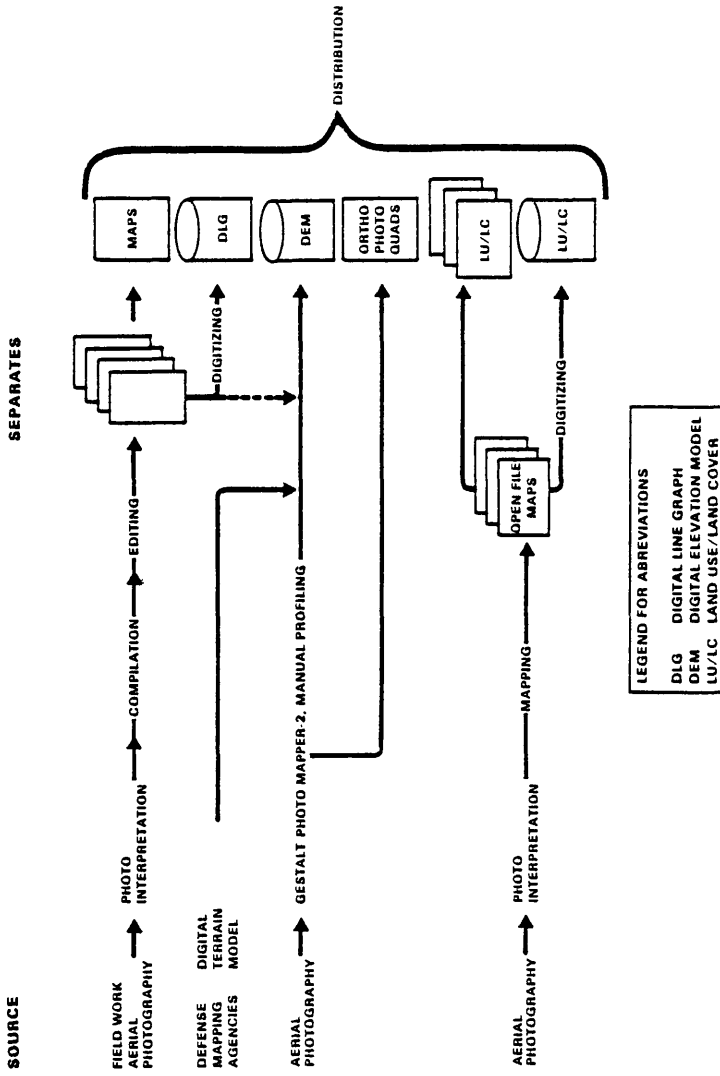 SOURCE
SEPARATES
FIELD WORK
AERIAL
PHOTOGRAPHY
PHOTO
INTERPRETATION
COMPILATION
EDITING
MAPS
DIGITIZING
DLG
DEFENSE
MAPPING
AGENCIES
DIGITAL
TERRAIN
MODEL
AERIAL
PHOTOGRAPHY
GESTALT PHOTO MAPPER-2, MANUAL PROFILING
DEM
ORTHO
PHOTO
QUADS
DISTRIBUTION
AERIAL
PHOTOGRAPHY
PHOTO
INTERPRETATION
MAPPING
OPEN FILE
MAPS
LU/LC
DIGITIZING
LU/LC
LEGEND FOR ABREVIATIONS
DLG DIGITAL LINE GRAPH
DEM DIGITAL ELEVATION MODEL
LU/LC LAND USE/LAND COVER